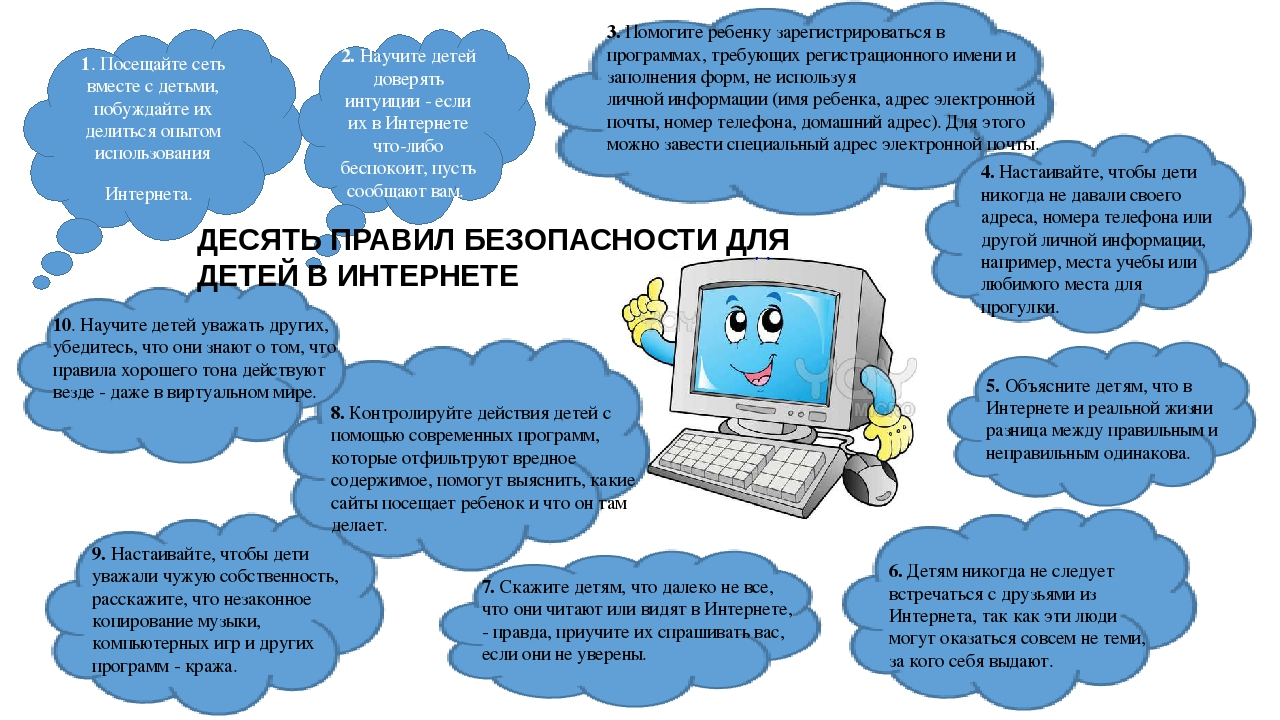 1. Посещайте сеть
вместе с детьми,
побуждайте их
делиться опытом
использования
Интернета.
2. Научите детей
доверять
интуиции - если
их в Интернете
что-либо
беспокоит, пусть
сообщают вам.
3. Помогите ребенку зарегистрироваться в
программах, требующих регистрационного имени и
заполнения форм, не используя
личной информации (имя ребенка, адрес электронной
почты, номер телефона, домашний адрес). Для этого
можно завести специальный адрес электронной почты.
4. Настаивайте, чтобы дети
никогда не давали своего
адреса, номера телефона или
другой личной информации,
например, места учебы или
любимого места для
прогулки.
ДЕСЯТЬ ПРАВИЛ БЕЗОПАСНОСТИ ДЛЯ
ДЕТЕЙ В ИНТЕРНЕТЕ
10. Научите детей уважать других,
убедитесь, что они знают о том, что
правила хорошего тона действуют
везде - даже в виртуальном мире.
8. Контролируйте действия детей с
помощью современных программ,
которые отфильтруют вредное
содержимое, помогут выяснить, какие
сайты посещает ребенок и что он там
делает.
5. Объясните детям, что в
Интернете и реальной жизни
разница между правильным и
неправильным одинакова.
9. Настаивайте, чтобы дети
уважали чужую собственность,
расскажите, что незаконное
копирование музыки,
компьютерных игр и других
программ - кража.
7. Скажите детям, что далеко не все,
что они читают или видят в Интернете,
- правда, приучите их спрашивать вас,
если они не уверены.
6. Детям никогда не следует
встречаться с друзьями из
Интернета, так как эти люди
могут оказаться совсем не теми,
за кого себя выдают.
YAY
MICRO